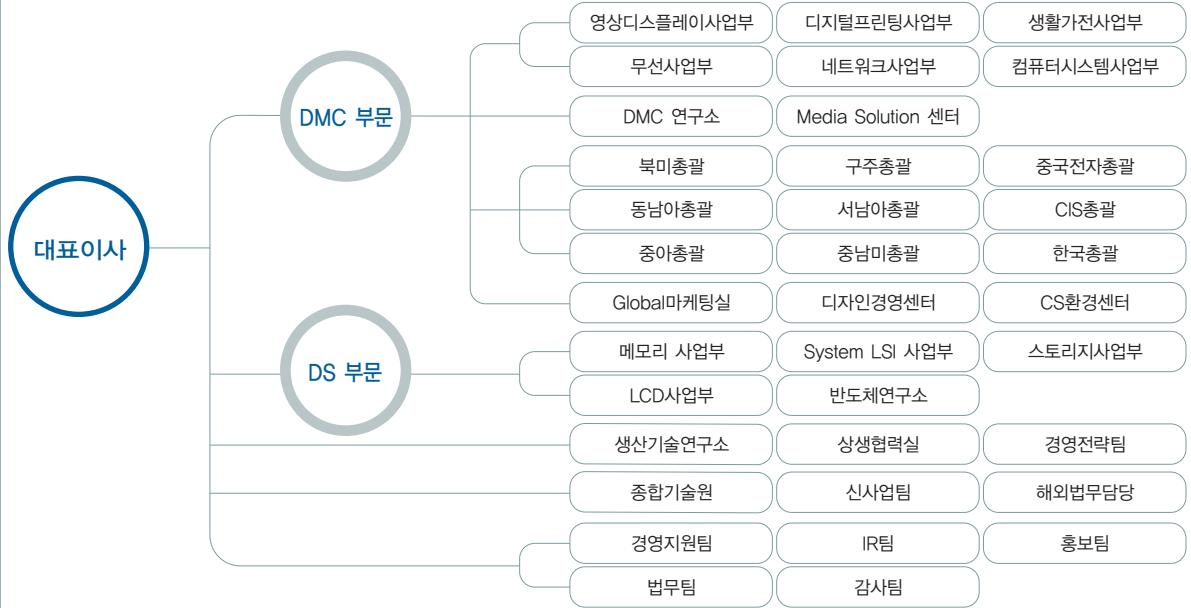 영상디스플레이사업부 디지털프린팅사업부 생활가전사업부
무선사업부 네트워크사업부 컴퓨터시스템사업부
DMC 부문
DMC 연구소 Media Solution 센터
북미총괄 구주총괄 중국전자총괄
동남아총괄 서남아총괄 CIS총괄
대표이사
중아총괄 중남미총괄 한국총괄
Global마케팅실 디자인경영센터 CS환경센터
DS 부문
메모리 사업부 System LSI 사업부 스토리지사업부
LCD사업부 반도체연구소
생산기술연구소 상생협력실 경영전략팀
종합기술원 신사업팀 해외법무담당
경영지원팀 IR팀 홍보팀
법무팀 감사팀